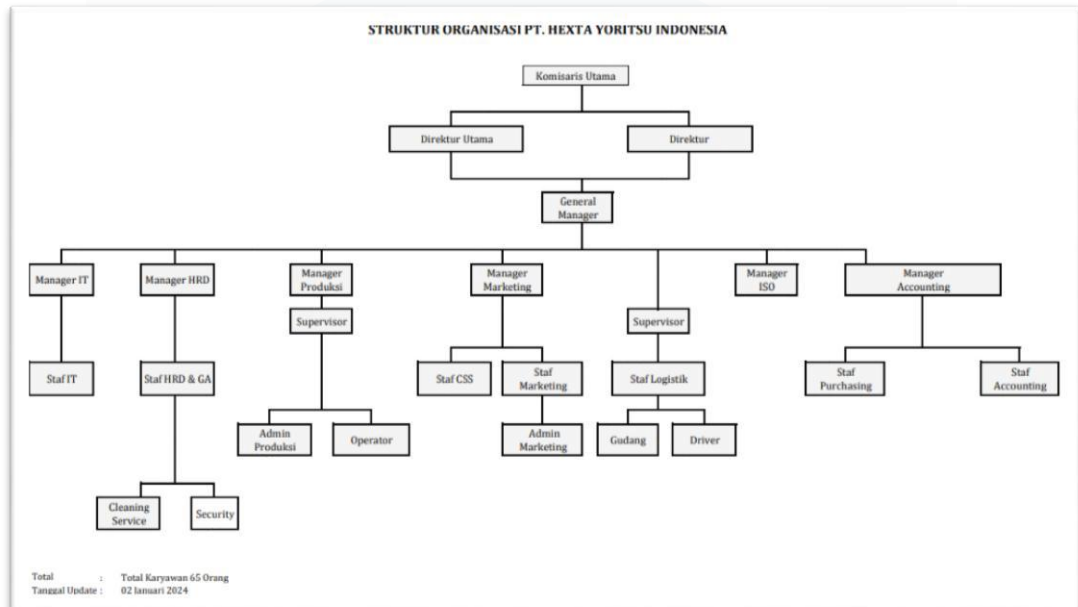 STRUKTUR ORGANISASI PT. HEXTA YORITSU INDONESIA
Komisaris Utama
Direktur Utama
Direktur
General
Manager
Manager IT
Manager HRD
Manager
Produksi
Manager
Marketing
Manager
ISO
Manager
Accounting
Supervisor
Supervisor
Staf IT
Staf HRD & GA
Staf CSS
Staf
Marketing
Staf Logistik
Staf
Purchasing
Staf
Accounting
Admin
Produksi
Operator
Admin
Marketing
Gudang
Driver
Cleaning
Service
Security
Total : Total Karyawan 65 Orang
Tanggal Update : 02 Januari 2024